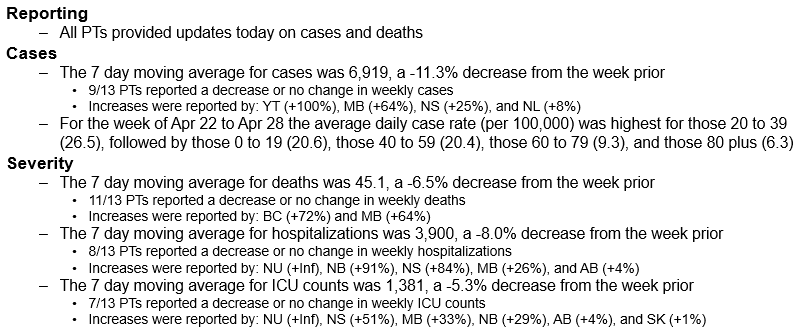 Reporting
– All PTs provided updates today on cases and deaths
Cases
– The 7 day moving average for cases was 6,919, a -11.3% decrease from the week prior
• 9/13 PTs reported a decrease or no change in weekly cases
• Increases were reported by: YT (+100%), MB (+64%), NS (+25%), and NL (+8%)
– For the week of Apr 22 to Apr 28 the average daily case rate (per 100,000) was highest for those 20 to 39
(26.5), followed by those 0 to 19 (20.6), those 40 to 59 (20.4), those 60 to 79 (9.3), and those 80 plus (6.3)
Severity
– The 7 day moving average for deaths was 45.1, a -6.5% decrease from the week prior
• 11/13 PTs reported a decrease or no change in weekly deaths
• Increases were reported by: BC (+72%) and MB (+64%)
– The 7 day moving average for hospitalizations was 3,900, a -8.0% decrease from the week prior
• 8/13 PTs reported a decrease or no change in weekly hospitalizations
• Increases were reported by: NU (+Inf), NB (+91%), NS (+84%), MB (+26%), and AB (+4%)
– The 7 day moving average for ICU counts was 1,381, a -5.3% decrease from the week prior
• 7/13 PTs reported a decrease or no change in weekly ICU counts
• Increases were reported by: NU (+Inf), NS (+51%), MB (+33%), NB (+29%), AB (+4%), and SK (+1%)